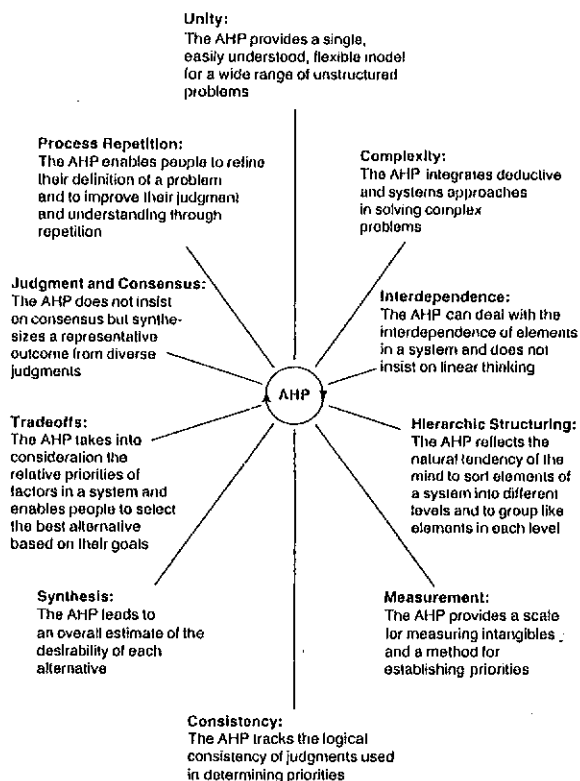 Unity:
The AHP provides a single,
easily understood, flexible model
for a wide range of unstructured
problems
Process Repetition:
The AHP enables people to refine
their definition of a problem
and to improve their judgment
and understanding through
repetition
Complexity:
The AHP integrates deductive
and systems approaches
in solving complex
problems
Judgment and Consensus:
The AHP does not insist
on consensus but synthe-
sizes a representative
outcome from diverse
judgments
Interdependence:
The AHP can deal with the
interdependence of elements
in a system and does not
insist on linear thinking
AHP
Tradeoffs:
The AHP takes into
consideration the
relative priorities of
factors in a system and
enables people to select
the best alternative
based on their goals
Hierarchic Structuring:
The AHP reflects the
natural tendency of the
mind to sort elements of
a system into different
levels and to group like
elements in each level
Synthesis:
The AHP leads to
an overall estimate of the
desirability of each
alternative
Measurement:
The AHP provides a scale
for measuring intangibles
and a method for
establishing priorities
Consistency:
The AHP tracks the logical
consistency of judgments used
in determining priorities